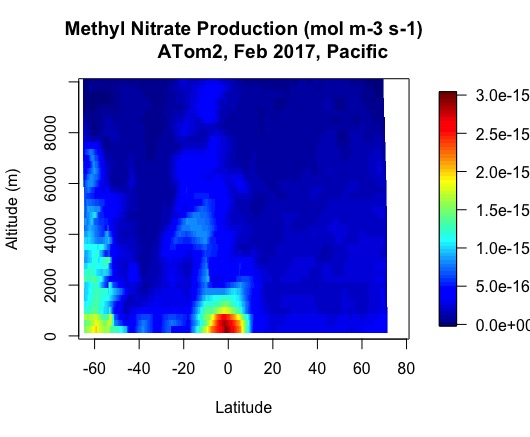 Methyl Nitrate Production (mol m-3 s-1)
ATom2, Feb 2017, Pacific
3.0e-15
2.5e-15
2.0e-15
1.5e-15
1.0e-15
5.0e-16
0.0e+00
Altitude (m)
8000
6000
4000
2000
0
-60 -40 -20 0 20 40 60 80
Latitude